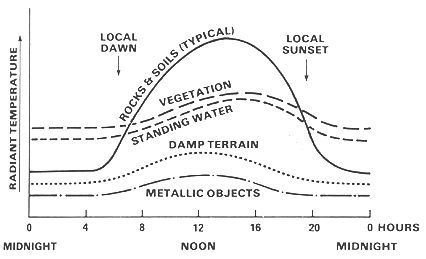 LOCAL
DAWN
LOCAL
SUNSET
ROCKS & SOILS (TYPICAL)
VEGETATION
STANDING WATER
DAMP TERRAIN
METALLIC OBJECTS
RADIANT TEMPERATURE
0 4 8 12 16 20 0 HOURS
MIDNIGHT NOON MIDNIGHT